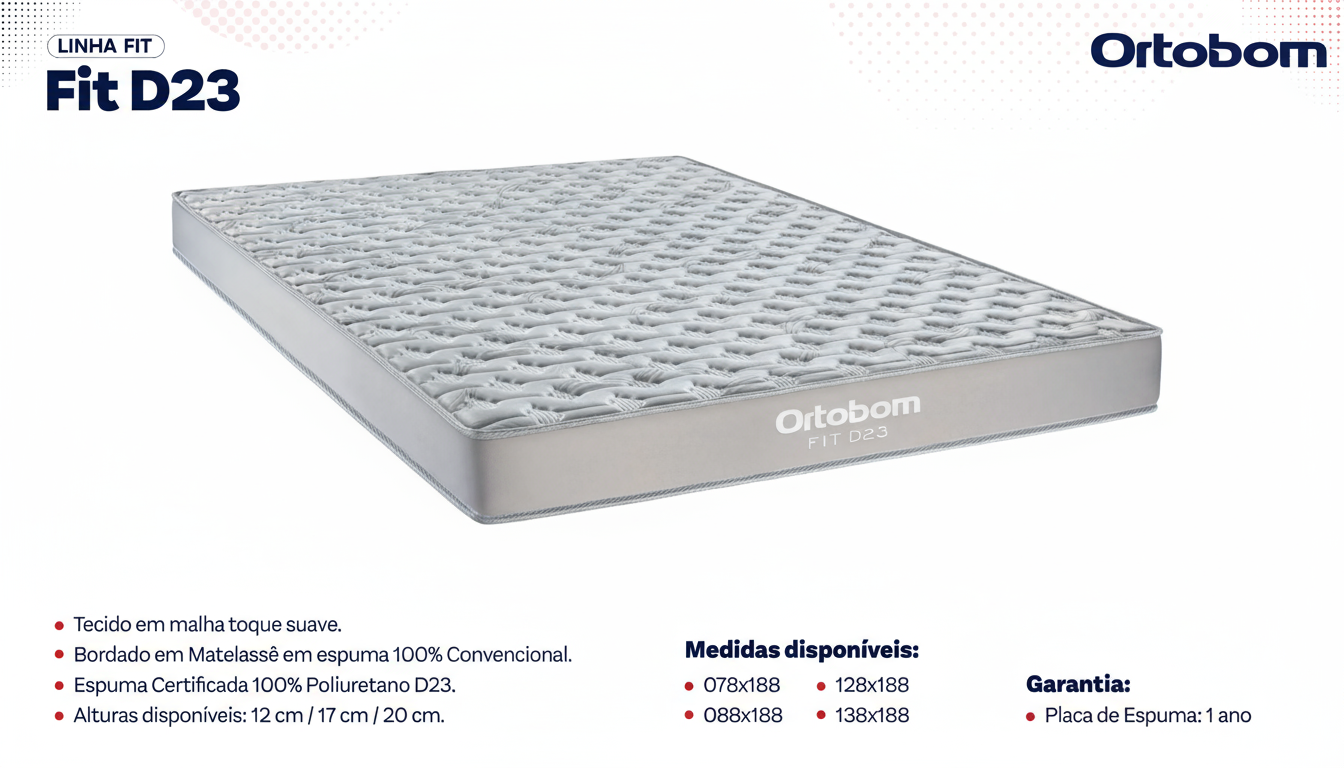 LINHA FIT
Fit D23
Ortobom
Ortobom
FIT D23
Tecido em malha toque suave.
Bordado em Matelassê em espuma 100% Convencional.
Espuma Certificada 100% Poliuretano D23.
Alturas disponíveis: 12 cm / 17 cm / 20 cm.
Medidas disponíveis:
078x188
128x188
088x188
138x188
Garantia:
Placa de Espuma: 1 ano